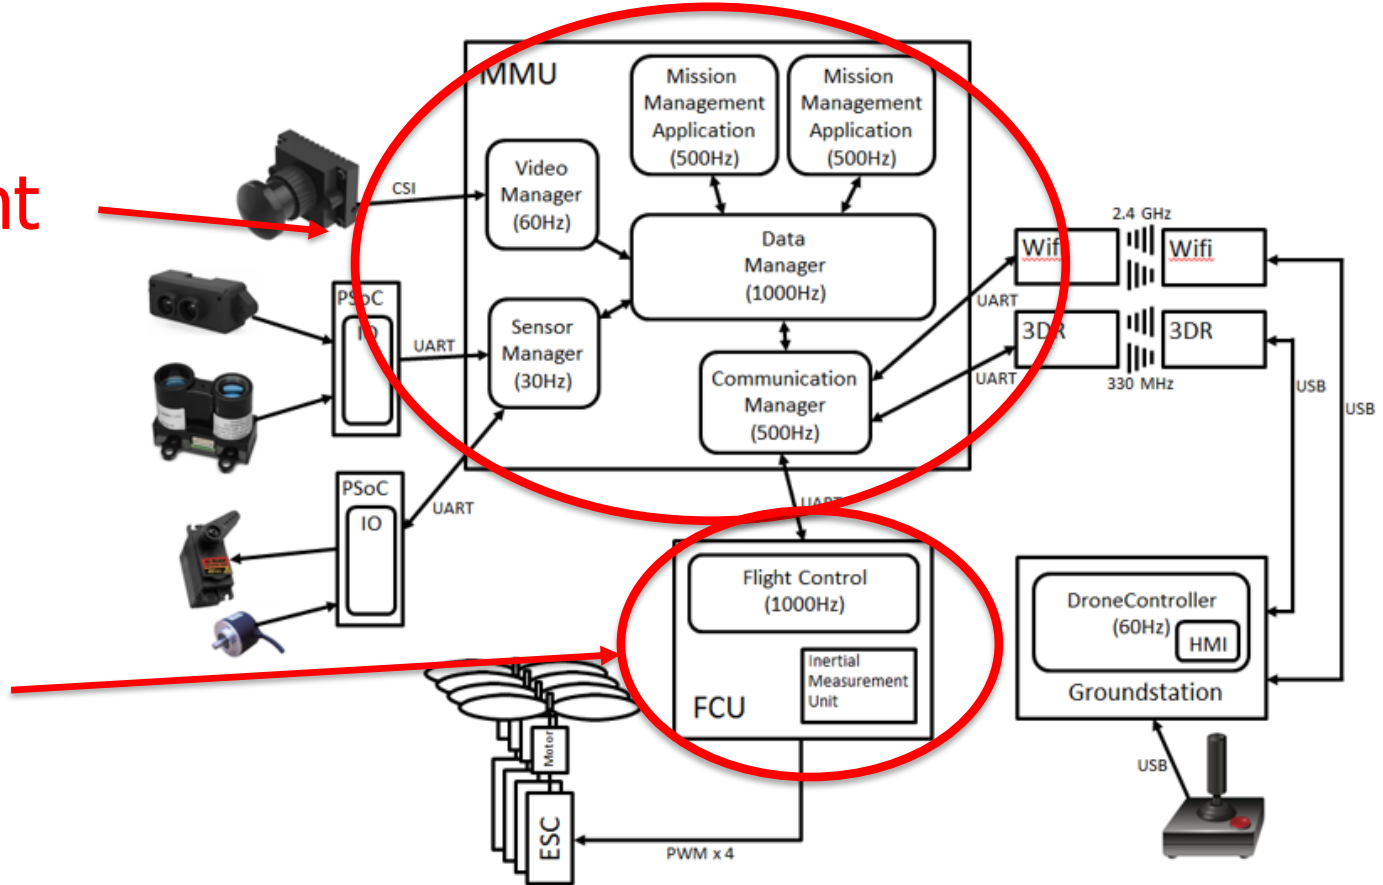 MMU
Mission
Management
Application
(500Hz)
Mission
Management
Application
(500Hz)
Video
Manager
(60Hz)
CSI
Data
Manager
(1000Hz)
2.4 GHz
Wifi
Wifi
PSoC
IO
UART
Sensor
Manager
(30Hz)
UART
3DR
3DR
UART
330 MHz
USB
USB
Communication
Manager
(500Hz)
PSoC
IO
UART
UART
Flight Control
(1000Hz)
Inertial
Measurement
Unit
FCU
DroneController
(60Hz)
HMI
Groundstation
Motor
ESC
PWM x 4
USB